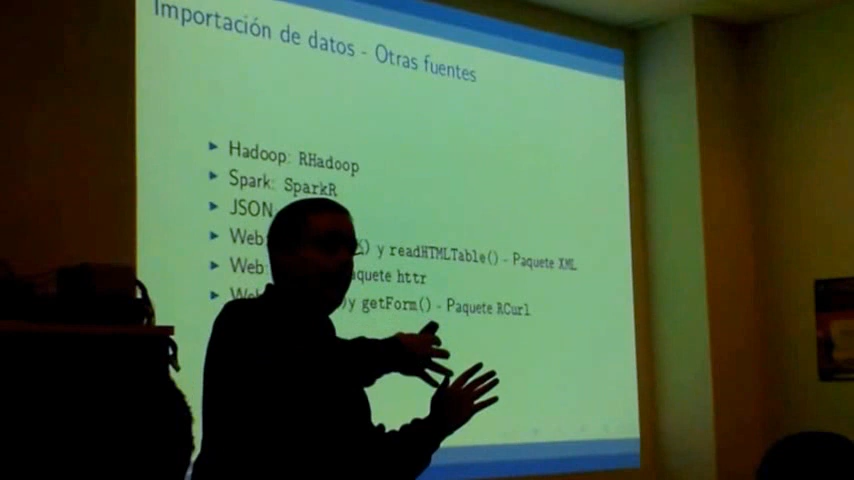 Importación de datos - Otras fuentes
► Hadoop: RHadoop
► Spark: SparkR
► JSON
► Web: ) y readHTMLTable() - Paquete XML
► Web httr
► Web )y getForm() - Paquete RCurl